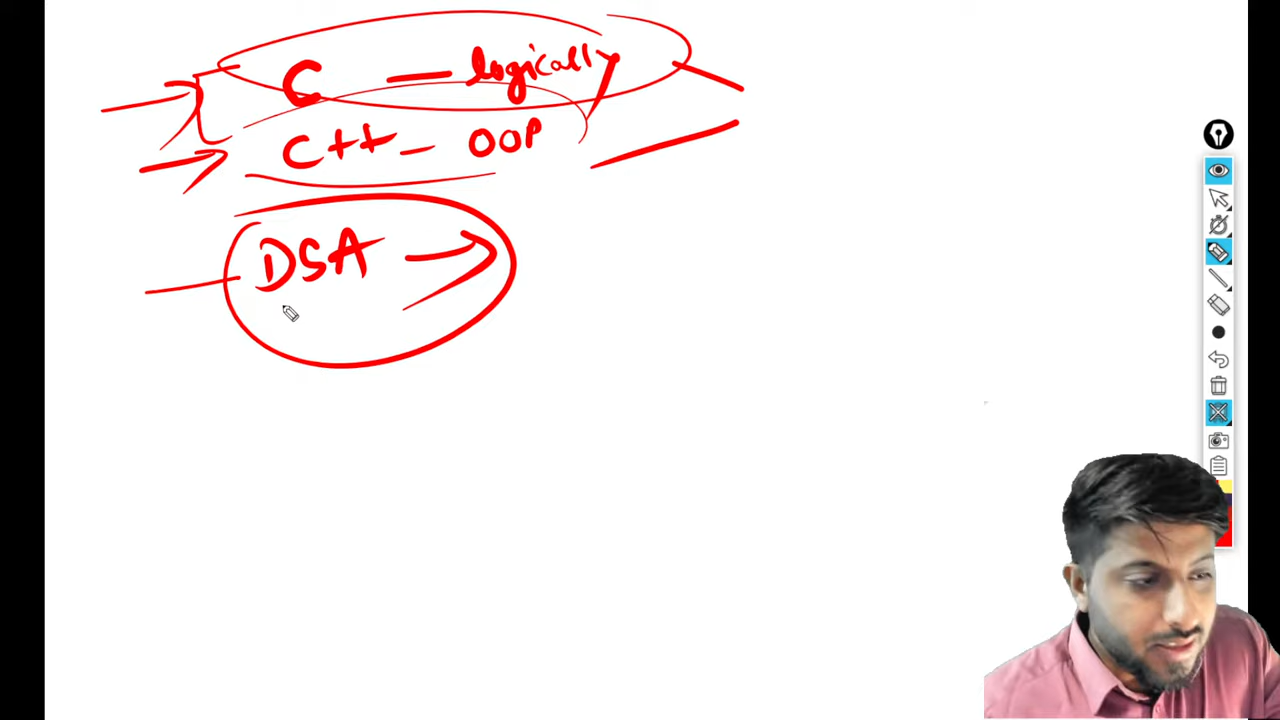 C — logically
C++ - OOP
DSA →